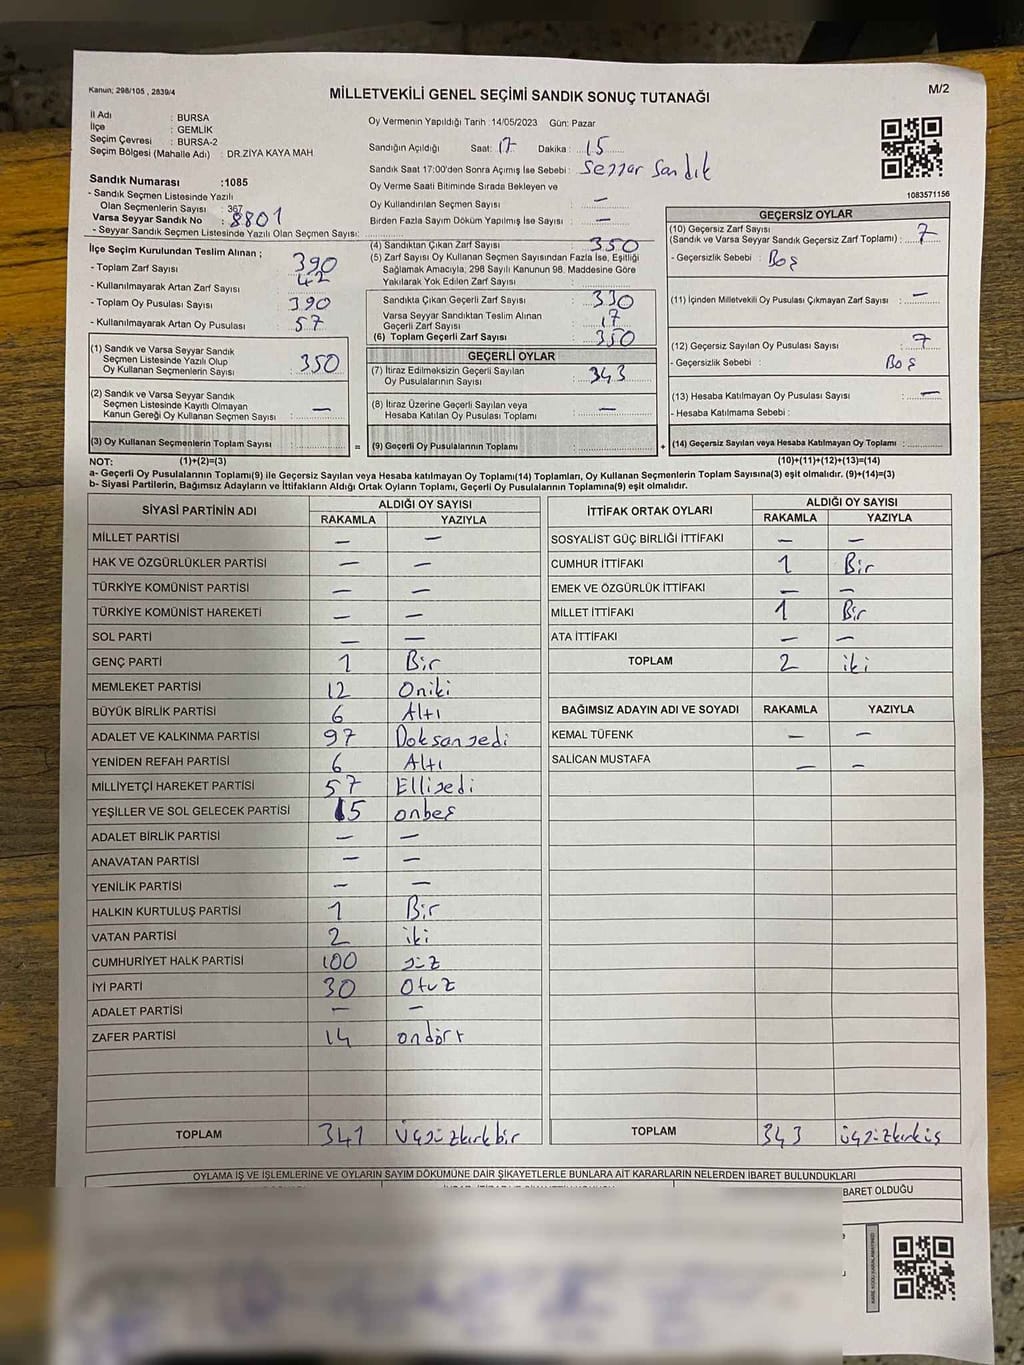 Kanun; 298/105 , 2839/4
MİLLETVEKİLİ GENEL SEÇİMİ SANDIK SONUÇ TUTANAĞI
M/2
İl Adı : BURSA
İlçe : GEMLİK
Seçim Çevresi : BURSA-2
Seçim Bölgesi (Mahalle Adı) : DR.ZİYA KAYA MAH
Sandık Numarası :1085
- Sandık Seçmen Listesinde Yazılı
Olan Seçmenlerin Sayısı : 367
Varsa Seyyar Sandık No : 8801
- Seyyar Sandık Seçmen Listesinde Yazılı Olan Seçmen Sayısı:
Oy Vermenin Yapıldığı Tarih :14/05/2023 Gün: Pazar
Sandığın Açıldığı Saat: 17 Dakika : 15
Sandık Saat 17:00'den Sonra Açımış İse Sebebi : Seyyar Sandık
Oy Verme Saati Bitiminde Sırada Bekleyen ve
Oy Kullandırılan Seçmen Sayısı : —
Birden Fazla Sayım Döküm Yapılmış İse Sayısı : —
1083571156
İlçe Seçim Kurulundan Teslim Alınan ;
- Toplam Zarf Sayısı : 390
- Kullanılmayarak Artan Zarf Sayısı : 42
- Toplam Oy Pusulası Sayısı : 390
- Kullanılmayarak Artan Oy Pusulası : 57
(1) Sandık ve Varsa Seyyar Sandık
Seçmen Listesinde Yazılı Olup
Oy Kullanan Seçmenlerin Sayısı : 350
(2) Sandık ve Varsa Seyyar Sandık
Seçmen Listesinde Kayıtlı Olmayan
Kanun Gereği Oy Kullanan Seçmen Sayısı : —
(3) Oy Kullanan Seçmenlerin Toplam Sayısı :
(4) Sandıktan Çıkan Zarf Sayısı : 350
(5) Zarf Sayısı Oy Kullanan Seçmen Sayısından Fazla İse, Eşitliği
Sağlamak Amacıyla, 298 Sayılı Kanunun 98. Maddesine Göre
Yakılarak Yok Edilen Zarf Sayısı :
Sandıkta Çıkan Geçerli Zarf Sayısı :
Varsa Seyyar Sandıktan Teslim Alınan
Geçerli Zarf Sayısı : 17
(6) Toplam Geçerli Zarf Sayısı : 350
GEÇERLİ OYLAR
(7) İtiraz Edilmeksizin Geçerli Sayılan
Oy Pusulalarının Sayısı : 343
(8) İtiraz Üzerine Geçerli Sayılan veya
Hesaba Katılan Oy Pusulası Toplamı : —
= (9) Geçerli Oy Pusulalarının Toplamı :
GEÇERSİZ OYLAR
(10) Geçersiz Zarf Sayısı
(Sandık ve Varsa Seyyar Sandık Geçersiz Zarf Toplamı) : 7
- Geçersizlik Sebebi : Boş
(11) İçinden Milletvekili Oy Pusulası Çıkmayan Zarf Sayısı : —
(12) Geçersiz Sayılan Oy Pusulası Sayısı : 7
- Geçersizlik Sebebi : Boş
(13) Hesaba Katılmayan Oy Pusulası Sayısı : —
- Hesaba Katılmama Sebebi :
+ (14) Geçersiz Sayılan veya Hesaba Katılmayan Oy Toplamı :
NOT: (1)+(2)=(3) (10)+(11)+(12)+(13)=(14)
a- Geçerli Oy Pusulalarının Toplamı(9) ile Geçersiz Sayılan veya Hesaba katılmayan Oy Toplamı(14) Toplamları, Oy Kullanan Seçmenlerin Toplam Sayısına(3) eşit olmalıdır. (9)+(14)=(3)
b- Siyasi Partilerin, Bağımsız Adayların ve İttifakların Aldığı Ortak Oyların Toplamı, Geçerli Oy Pusulalarının Toplamına(9) eşit olmalıdır.
SİYASİ PARTİNİN ADI ALDIĞI OY SAYISI
RAKAMLA YAZIYLA
MİLLET PARTİSİ — —
HAK VE ÖZGÜRLÜKLER PARTİSİ — —
TÜRKİYE KOMÜNİST PARTİSİ — —
TÜRKİYE KOMÜNİST HAREKETİ — —
SOL PARTİ — —
GENÇ PARTİ 1 Bir
MEMLEKET PARTİSİ 12 Oniki
BÜYÜK BİRLİK PARTİSİ 6 Altı
ADALET VE KALKINMA PARTİSİ 97 Doksanyedi
YENİDEN REFAH PARTİSİ 6 Altı
MİLLİYETÇİ HAREKET PARTİSİ 57 Elliyedi
YEŞİLLER VE SOL GELECEK PARTİSİ 15 onbeş
ADALET BİRLİK PARTİSİ — —
ANAVATAN PARTİSİ — —
YENİLİK PARTİSİ — —
HALKIN KURTULUŞ PARTİSİ 1 Bir
VATAN PARTİSİ 2 iki
CUMHURİYET HALK PARTİSİ 100 yüz
İYİ PARTİ 30 Otuz
ADALET PARTİSİ — —
ZAFER PARTİSİ 14 ondört
TOPLAM 341 üçyüzkırkbir
İTTİFAK ORTAK OYLARI ALDIĞI OY SAYISI
RAKAMLA YAZIYLA
SOSYALİST GÜÇ BİRLİĞİ İTTİFAKI — —
CUMHUR İTTİFAKI 1 Bir
EMEK VE ÖZGÜRLÜK İTTİFAKI — —
MİLLET İTTİFAKI 1 Bir
ATA İTTİFAKI — —
TOPLAM 2 iki
BAĞIMSIZ ADAYIN ADI VE SOYADI RAKAMLA YAZIYLA
KEMAL TÜFENK — —
SALİCAN MUSTAFA — —
TOPLAM 343 üçyüzkırküç
OYLAMA İŞ VE İŞLEMLERİNE VE OYLARIN SAYIM DÖKÜMÜNE DAİR ŞİKAYETLERLE BUNLARA AİT KARARLARIN NELERDEN İBARET BULUNDUKLARI
BARET OLDUĞU
KARE KODU KARALAMAYINIZ!